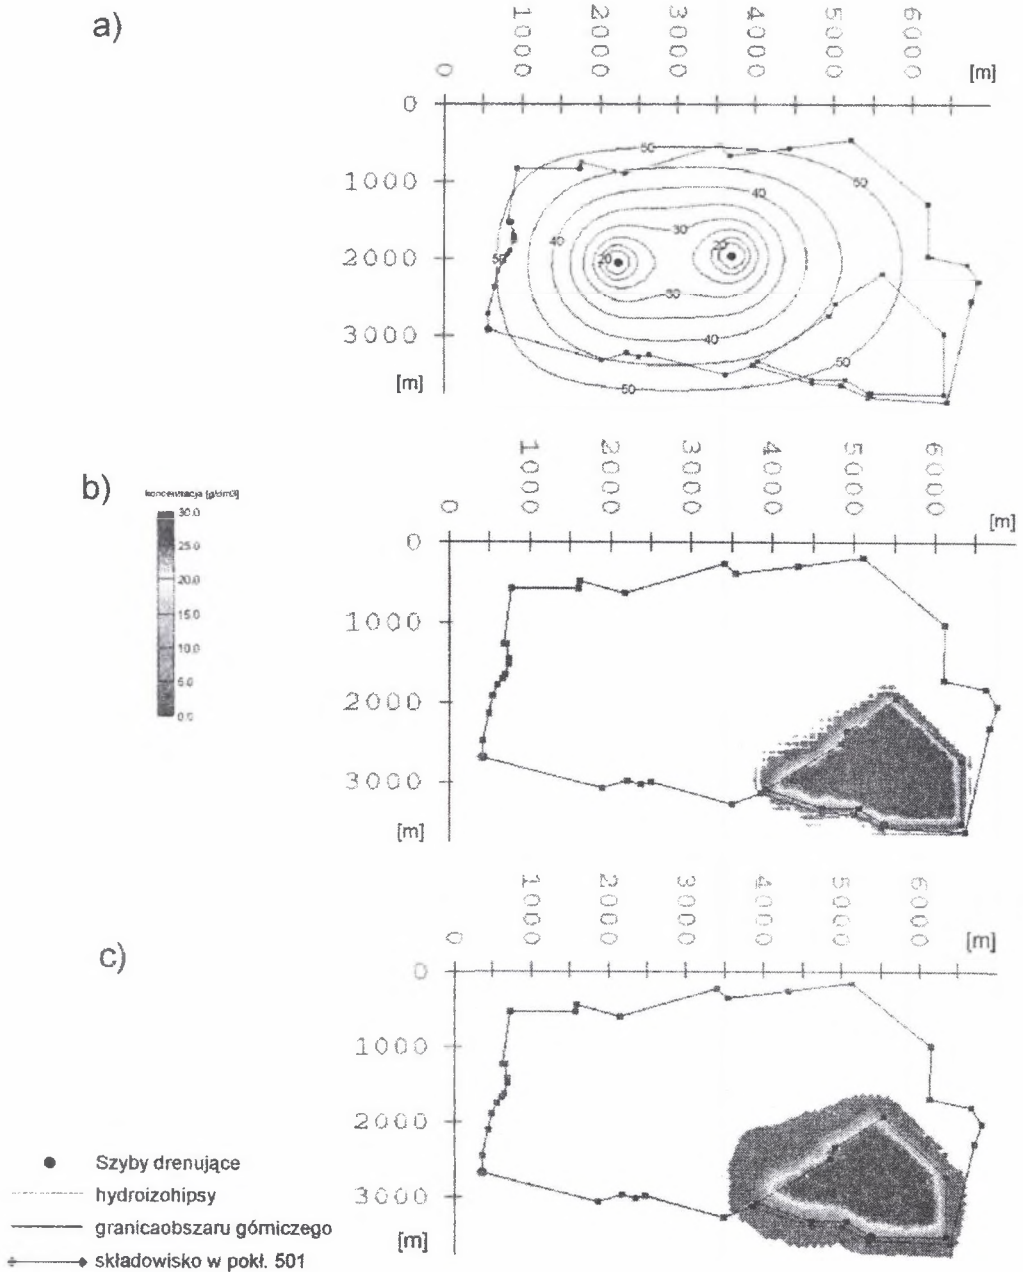 a)
0 1000 2000 3000 4000 5000 6000
[m]
0
50
50
1000
40
30
40
20
20
2000
50
30
3000
40
50
[m]
50
b)
koncentracja [g/dm3]
30.0
25.0
20.0
15.0
10.0
5.0
0.0
0 1000 2000 3000 4000 5000 6000
[m]
0
1000
2000
3000
[m]
c)
0 1000 2000 3000 4000 5000 6000
[m]
0
1000
2000
3000
[m]
Szyby drenujące
hydroizohipsy
granicaobszaru górniczego
składowisko w pokł. 501